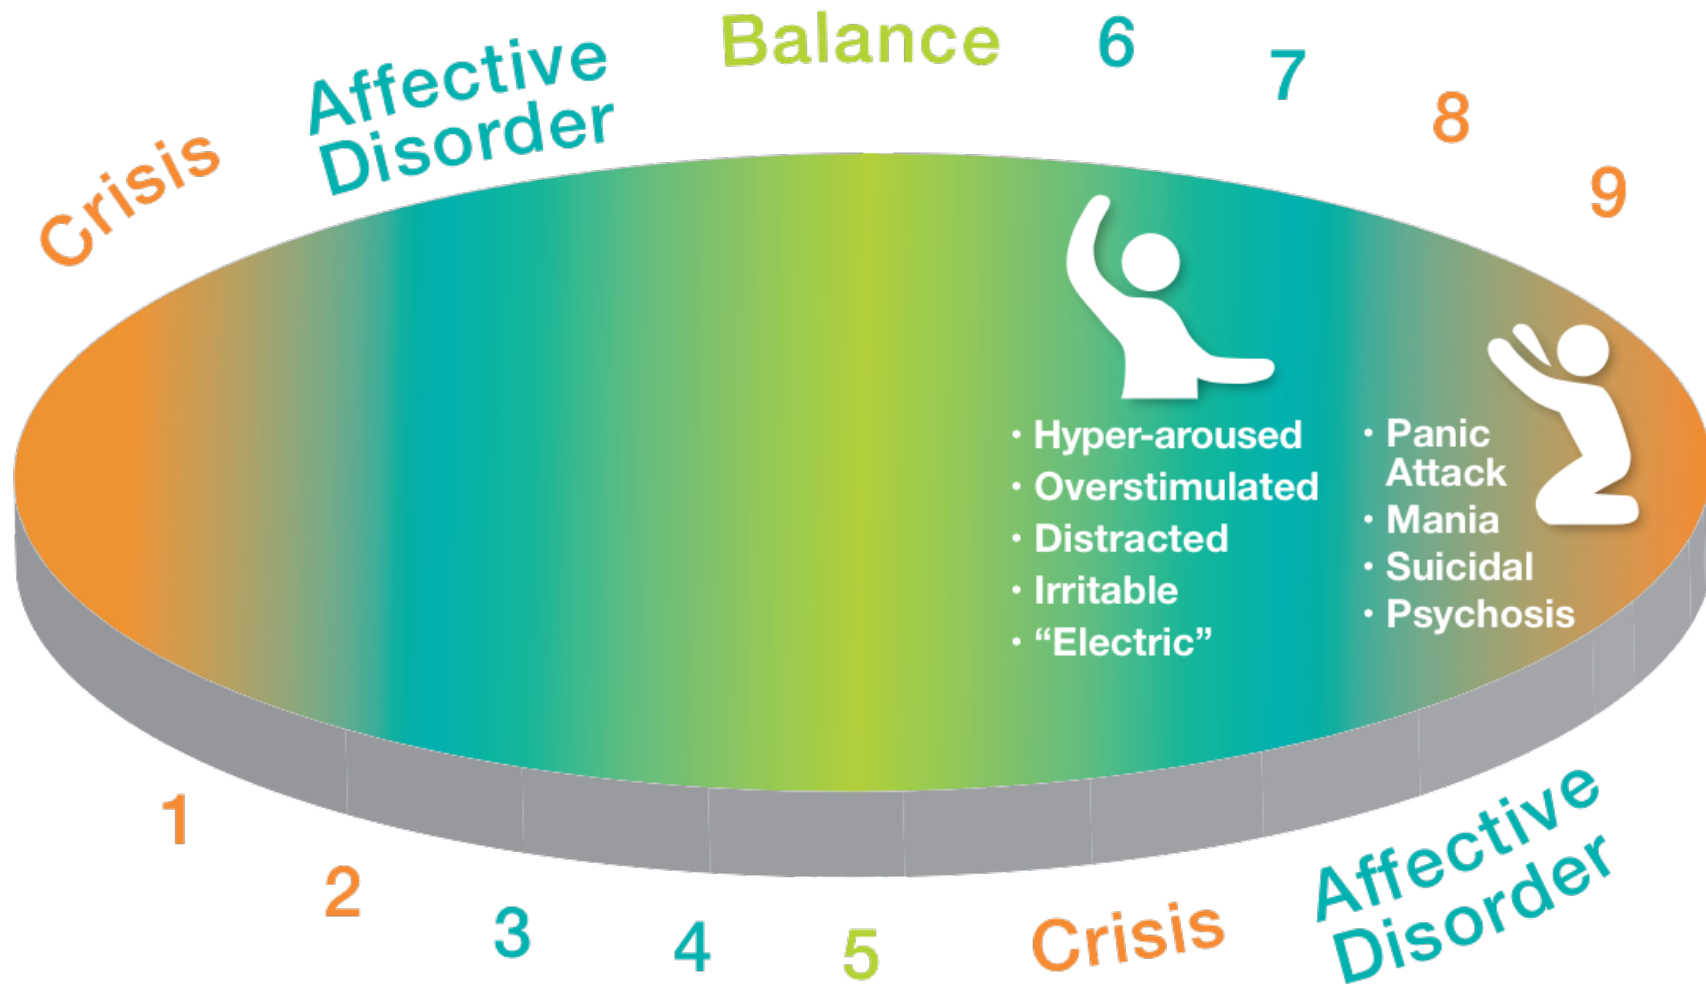 Crisis
Affective
Disorder
Balance
6
7
8
9
• Hyper-aroused
• Overstimulated
• Distracted
• Irritable
• “Electric”
• Panic
Attack
• Mania
• Suicidal
• Psychosis
1
2
3
4
5
Crisis
Affective
Disorder